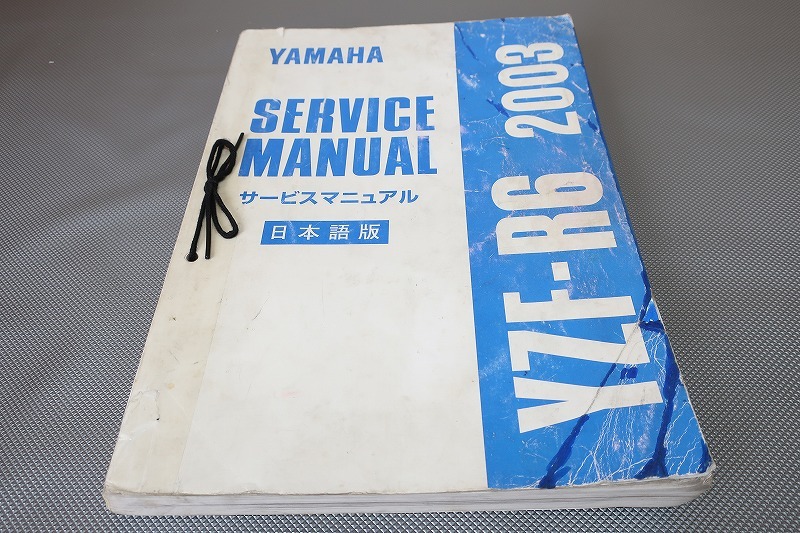 YAMAHA
SERVICE
MANUAL
サービスマニュアル
日本語版
YZF-R6 2003